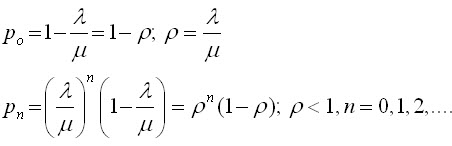 p_o = 1 - λ/μ = 1 - ρ; ρ = λ/μ
p_n = (λ/μ)^n (1 - λ/μ) = ρ^n (1 - ρ); ρ < 1, n = 0,1,2,....